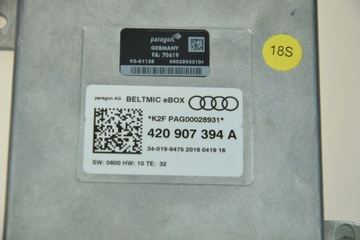 paragon
GERMANY
FA: 70619
93-01158 00028935104
18S
paragon AG BELTMIC eBOX
*K2F PAG00028931*
420 907 394 A
34-019-9475 2016 0419 16
SW: 0600 HW: 10 TE: 32